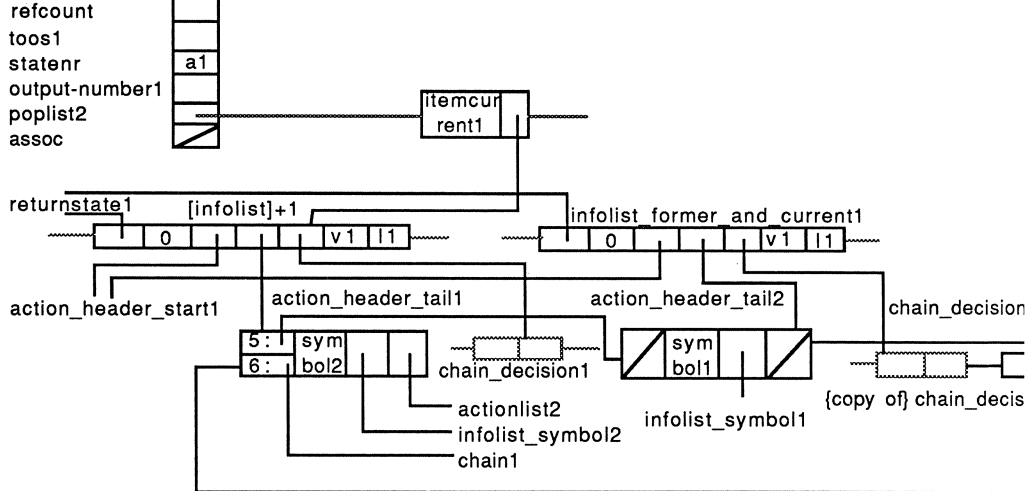 refcount
toos1
statenr a1
output-number1
poplist2
assoc
itemcur
rent1
returnstate1
[infolist]+1
0 v1 l1
infolist_former_and_current1
0 v1 l1
action_header_start1
action_header_tail1
action_header_tail2
chain_decision
5: sym
6: bol2
chain_decision1
sym
bol1
{copy of} chain_decis
actionlist2
infolist_symbol2
chain1
infolist_symbol1